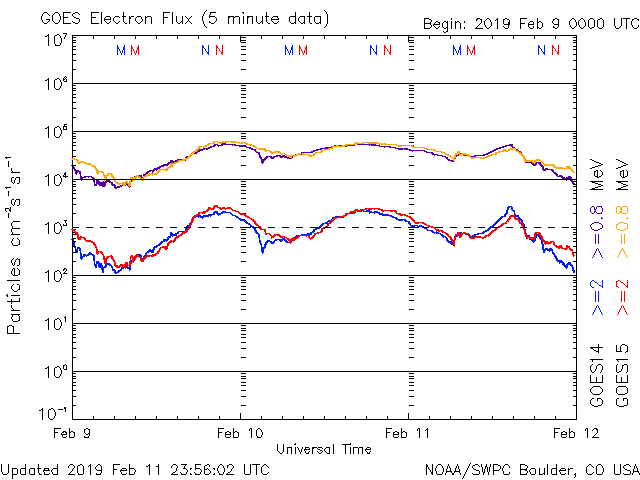 GOES Electron Flux (5 minute data)
Begin: 2019 Feb 9 0000 UTC
M M N N M M N N M M N N
10⁷
10⁶
10⁵
10⁴
10³
10²
10¹
10⁰
10⁻¹
Particles cm⁻²s⁻¹sr⁻¹
Feb 9 Feb 10 Feb 11 Feb 12
Universal Time
GOES14 >=2 >=0.8 MeV
GOES15 >=2 >=0.8 MeV
Updated 2019 Feb 11 23:56:02 UTC
NOAA/SWPC Boulder, CO USA